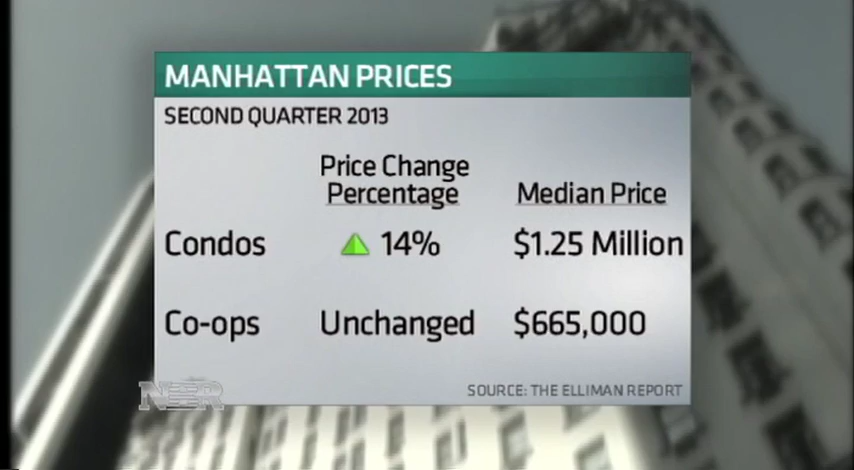 MANHATTAN PRICES
SECOND QUARTER 2013
Price Change
Percentage
Median Price
Condos 14% $1.25 Million
Co-ops Unchanged $665,000
NBR
SOURCE: THE ELLIMAN REPORT